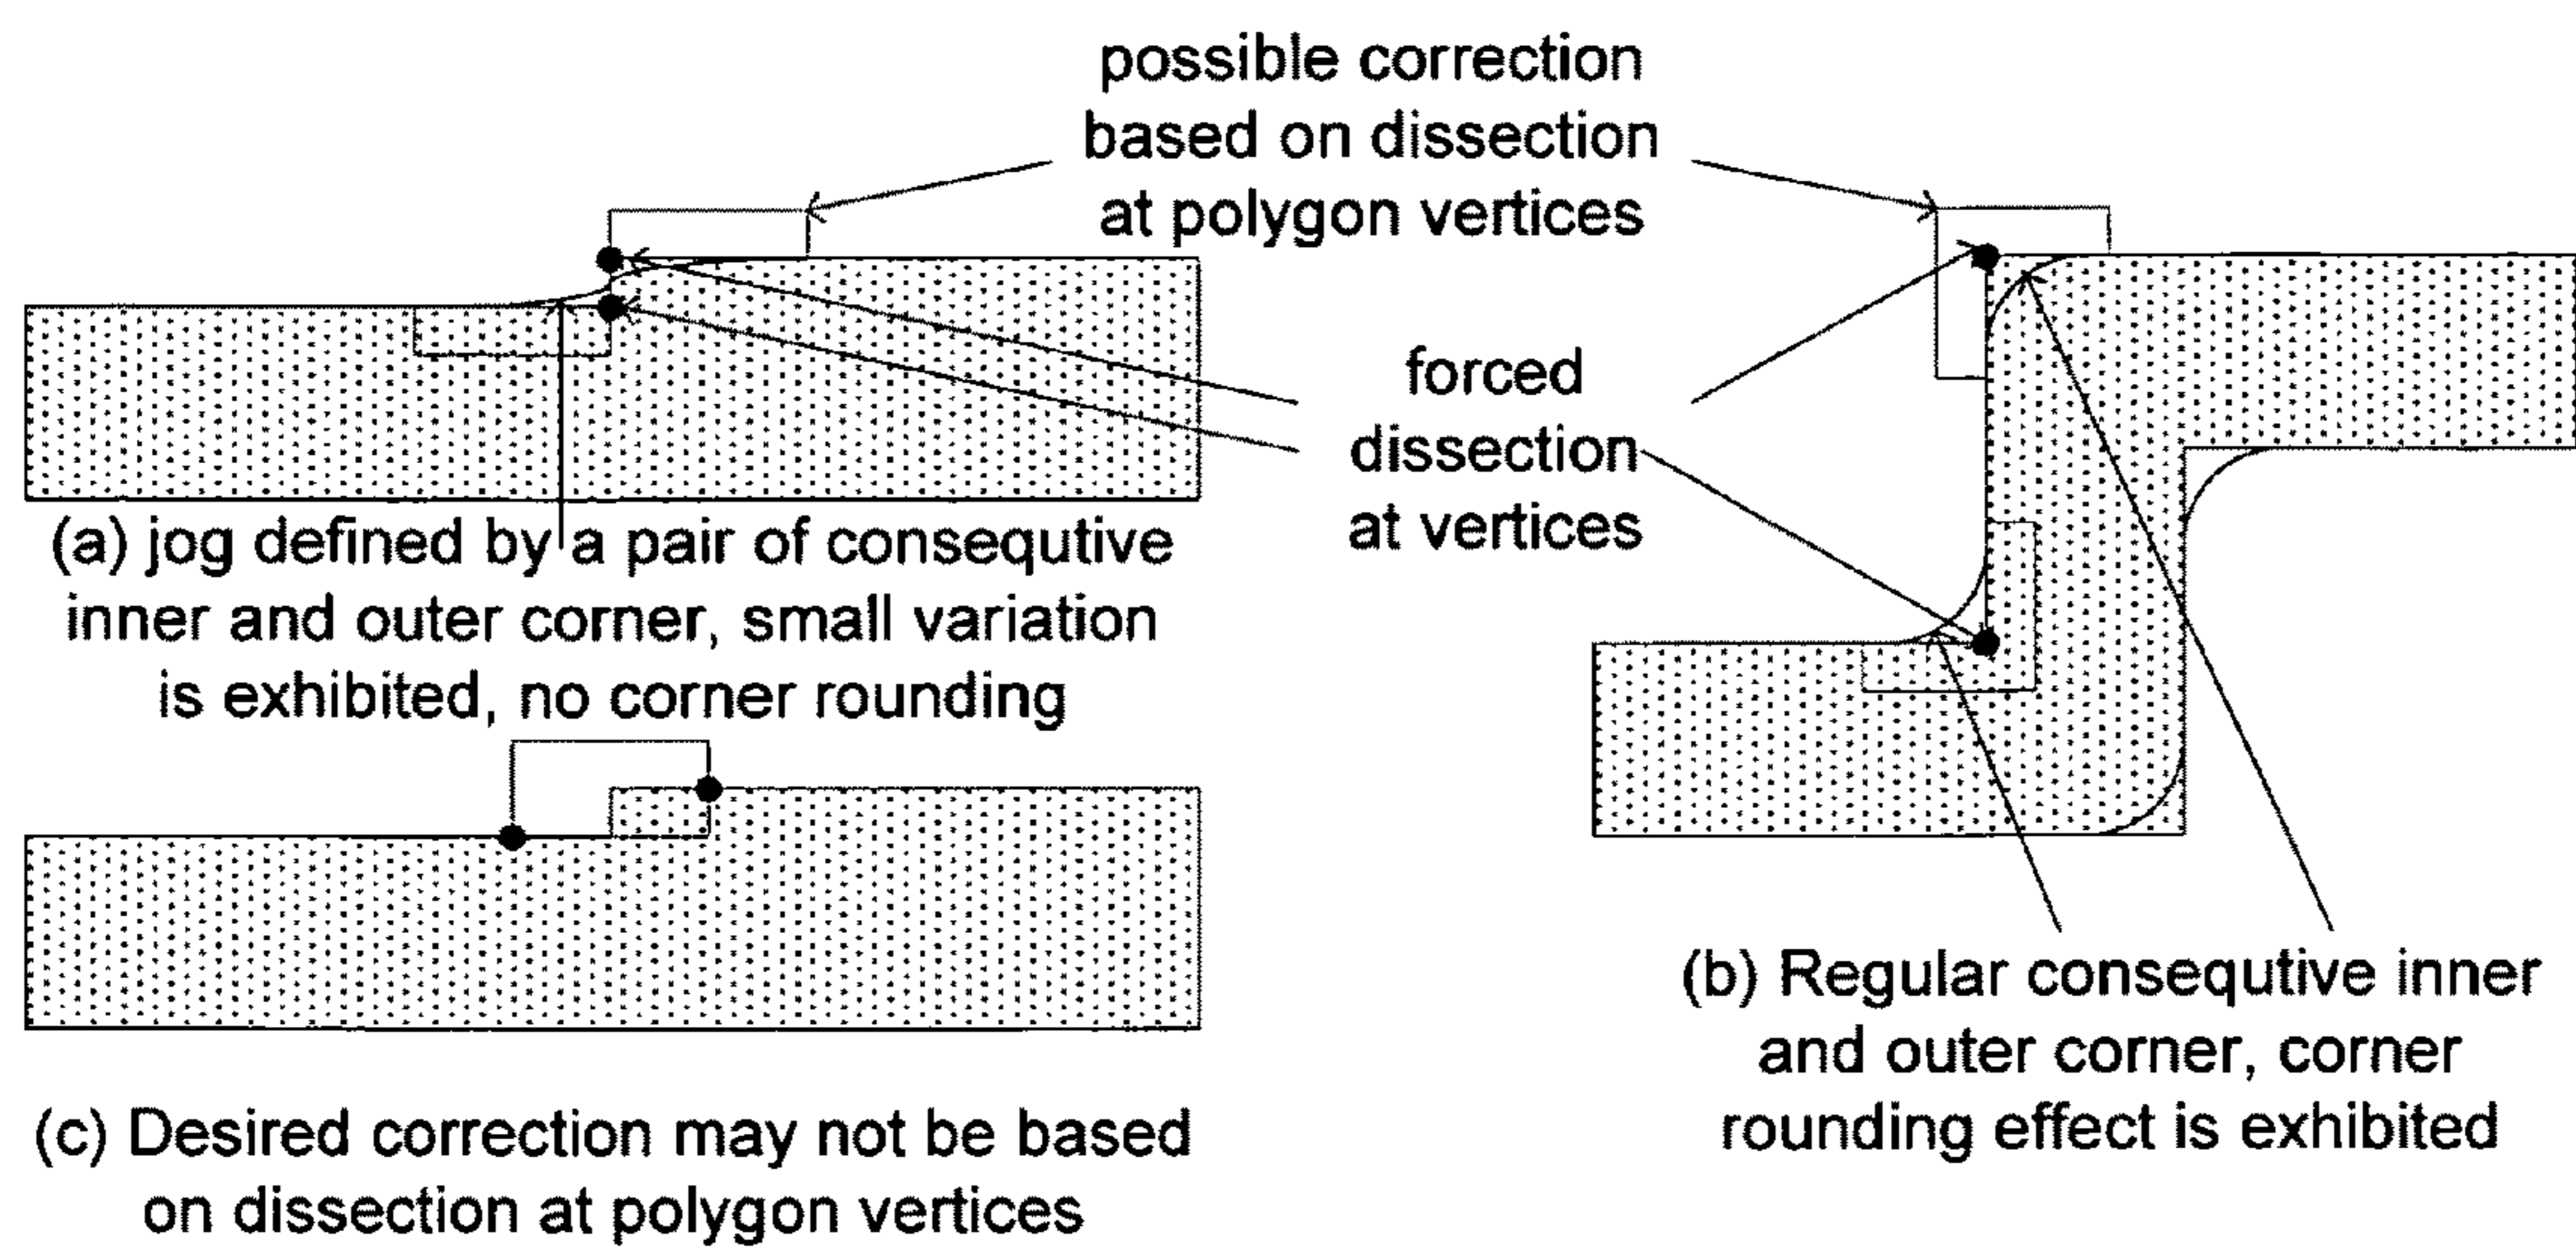 possible correction
based on dissection
at polygon vertices
forced
dissection
at vertices
(a) jog defined by a pair of consequtive
inner and outer corner, small variation
is exhibited, no corner rounding
(b) Regular consequtive inner
and outer corner, corner
rounding effect is exhibited
(c) Desired correction may not be based
on dissection at polygon vertices